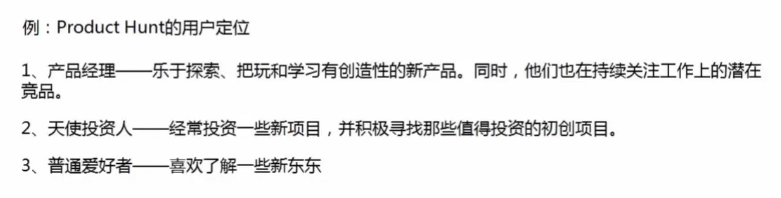 例：Product Hunt的用户定位
1、产品经理——乐于探索、把玩和学习有创造性的新产品。同时，他们也在持续关注工作上的潜在
竞品。
2、天使投资人——经常投资一些新项目，并积极寻找那些值得投资的初创项目。
3、普通爱好者——喜欢了解一些新东东